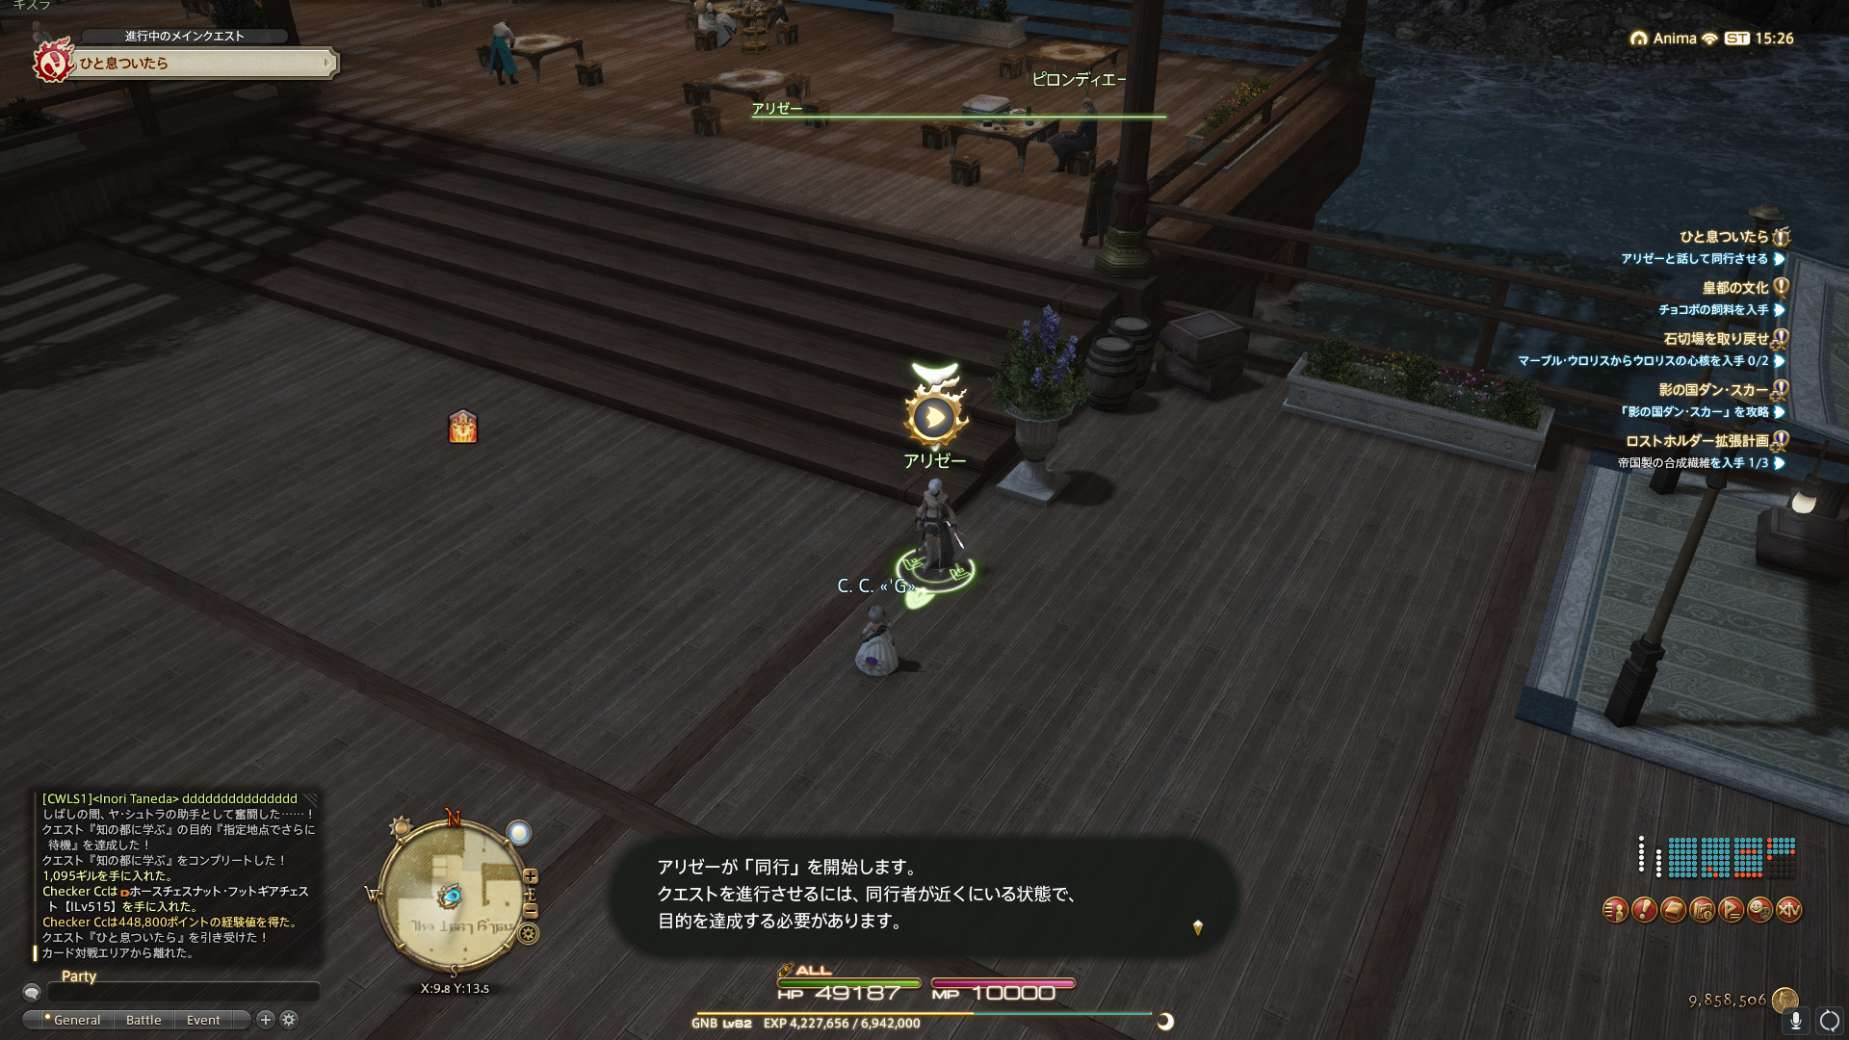 キスラ
進行中のメインクエスト
ひと息ついたら
Anima ST 15:26
ピロンディエー
アリゼー
ひと息ついたら
アリゼーと話して同行させる
皇都の文化
チョコボの飼料を入手
石切場を取り戻せ
マーブル・ウロリスからウロリスの心核を入手 0/2
影の国ダン・スカー
「影の国ダン・スカー」を攻略
ロストホルダー拡張計画
帝国製の合成繊維を入手 1/3
アリゼー
C. C. «'G»
[CWLS1]<Inori Taneda> ddddddddddddddd
しばしの間、ヤ・シュトラの助手として奮闘した……！
クエスト『知の都に学ぶ』の目的『指定地点でさらに
待機』を達成した！
クエスト『知の都に学ぶ』をコンプリートした！
1,095ギルを手に入れた。
Checker Ccはホースチェスナット・フットギアチェス
ト【ILv515】を手に入れた。
Checker Ccは448,800ポイントの経験値を得た。
クエスト『ひと息ついたら』を引き受けた！
カード対戦エリアから離れた。
Party
General Battle Event
N
W
S
X:9.8 Y:13.5
アリゼーが「同行」を開始します。
クエストを進行させるには、同行者が近くにいる状態で、
目的を達成する必要があります。
ALL
HP 49187 MP 10000
GNB Lv82 EXP 4,227,656 / 6,942,000
XIV
9,858,506